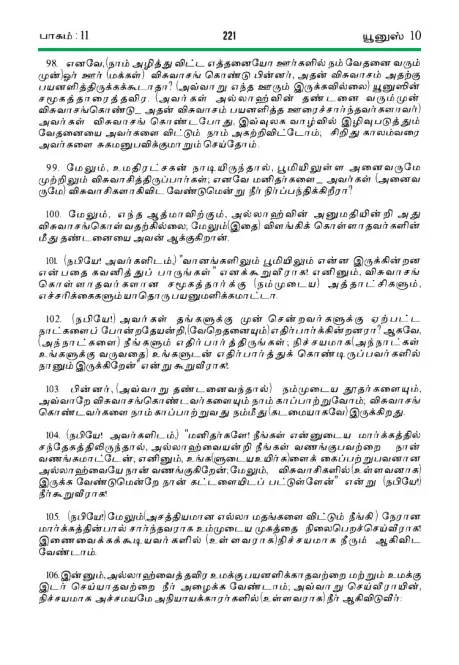 பாகம் : 11 221 யூனுஸ் 10
98. எனவே, (நாம் அழித்து விட்ட எத்தனையோ ஊர்களில் நம் வேதனை வரும்
முன்) ஓர் ஊர் (மக்கள்) விசுவாசங் கொண்டு பின்னர், அதன் விசுவாசம் அதற்கு
பயனளித்திருக்கக்கூடாதா? (அவ்வாறு எந்த ஊரும் இருக்கவில்லை) யூனுஸின்
சமூகத்தாரைத்தவிர. (அவர்கள் அல்லாஹ்வின் தண்டனை வரும்முன்
விசுவாசங்கொண்டு_ அதன் விசுவாசம் பயனளித்த ஊரைச்சார்ந்தவர்களாவர்)
அவர்கள் விசுவாசங் கொண்டபோது, இவ்வுலக வாழ்வில் இழிவுபடுத்தும்
வேதனையை அவர்களை விட்டும் நாம் அகற்றிவிட்டோம்; சிறிது காலம்வரை
அவர்களை சுகமனுபவிக்குமாறும் செய்தோம்.
99. மேலும், உமதிரட்சகன் நாடியிருந்தால், பூமியிலுள்ள அனைவருமே
முற்றிலும் விசுவாசித்திருப்பார்கள்; எனவே மனிதர்களை_ அவர்கள் (அனைவ
ருமே) விசுவாசிகளாகிவிட வேண்டுமென்று நீர் நிர்ப்பந்திக்கிறீரா?
100. மேலும், எந்த ஆத்மாவிற்கும், அல்லாஹ்வின் அனுமதியின்றி அது
விசுவாசங்கொள்வதற்கில்லை; மேலும் (இதை) விளங்கிக் கொள்ளாதவர்களின்
மீது தண்டனையை அவன் ஆக்குகிறான்.
101. (நபியே! அவர்களிடம்,) "வானங்களிலும் பூமியிலும் என்ன இருக்கின்றன
என்பதை கவனித்துப் பாருங்கள்" எனக்கூறுவீராக! எனினும், விசுவாசங்
கொள்ளாதவர்களான சமூகத்தார்க்கு (நம்முடைய) அத்தாட்சிகளும்,
எச்சரிக்கைகளும் யாதொரு பயனுமளிக்கமாட்டா.
102. (நபியே!) அவர்கள் தங்களுக்கு முன் சென்றவர்களுக்கு ஏற்பட்ட
நாட்களைப் போன்றதேயன்றி, (வேறெதனையும்) எதிர்பார்க்கின்றனரா? ஆகவே,
(அந்நாட்களை) நீங்களும் எதிர்பார்த்திருங்கள்; நிச்சயமாக (அந்நாட்கள்
உங்களுக்கு வருவதை) உங்களுடன் எதிர்பார்த்துக் கொண்டிருப்பவர்களில்
நானும் இருக்கிறேன்" என்று கூறுவீராக!
103. பின்னர், (அவ்வாறு தண்டனைவந்தால்) நம்முடைய தூதர்களையும்,
அவ்வாறே விசுவாசங்கொண்டவர்களையும் நாம் காப்பாற்றுவோம்; விசுவாசங்
கொண்டவர்களை நாம் காப்பாற்றுவது நம்மீது (கடமையாகவே) இருக்கிறது.
104. (நபியே! அவர்களிடம்,) "மனிதர்களே! நீங்கள் என்னுடைய மார்க்கத்தில்
சந்தேகத்திலிருந்தால், அல்லாஹ்வையன்றி நீங்கள் வணங்குபவற்றை நான்
வணங்கமாட்டேன்; எனினும், உங்க(ளுடைய உயிர்க)ளைக் கைப்பற்றுபவனான
அல்லாஹ்வையே நான் வணங்குகிறேன்; மேலும், விசுவாசிகளில் (உள்ளவனாக)
இருக்க வேண்டுமென்றே நான் கட்டளையிடப் பட்டுள்ளேன்" என்று (நபியே!)
நீர்கூறுவீராக!
105. (நபியே!) மேலும் (அசத்தியமான எல்லா மதங்களை விட்டும் நீங்கி) நேரான
மார்க்கத்தின்பால் சார்ந்தவராக உம்முடைய முகத்தை நிலைபெறச்செய்வீராக!
இணைவைக்கக்கூடியவர்களில் (உள்ளவராக) நிச்சயமாக நீரும் ஆகிவிட
வேண்டாம்.
106. இன்னும், அல்லாஹ்வைத்தவிர உமக்கு பயனளிக்காதவற்றை மற்றும் உமக்கு
இடர் செய்யாதவற்றை நீர் அழைக்க வேண்டாம்; அவ்வாறு செய்வீராயின்,
நிச்சயமாக அச்சமயமே அநியாயக்காரர்களில் (உள்ளவராக) நீர் ஆகிவிடுவீர்.